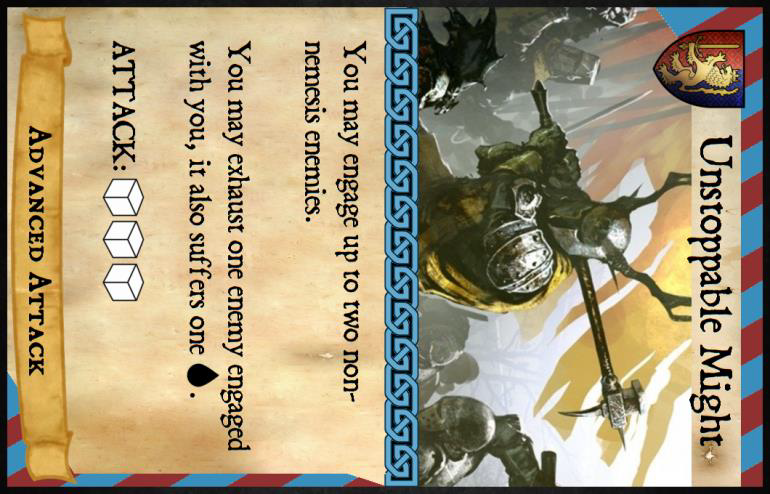 Unstoppable Might
You may engage up to two non-
nemesis enemies.
You may exhaust one enemy engaged
with you, it also suffers one .
ATTACK:
ADVANCED ATTACK